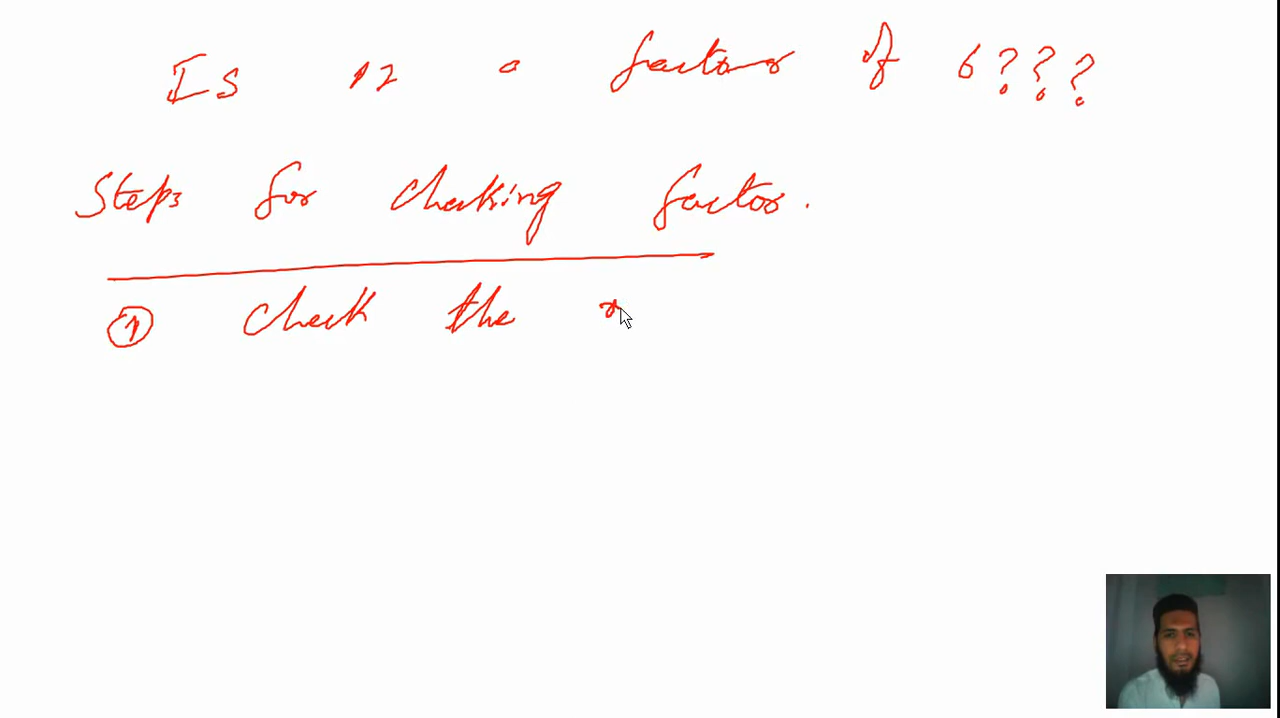 Is 12 a factor of 6???
Steps for checking factor.
① check the r